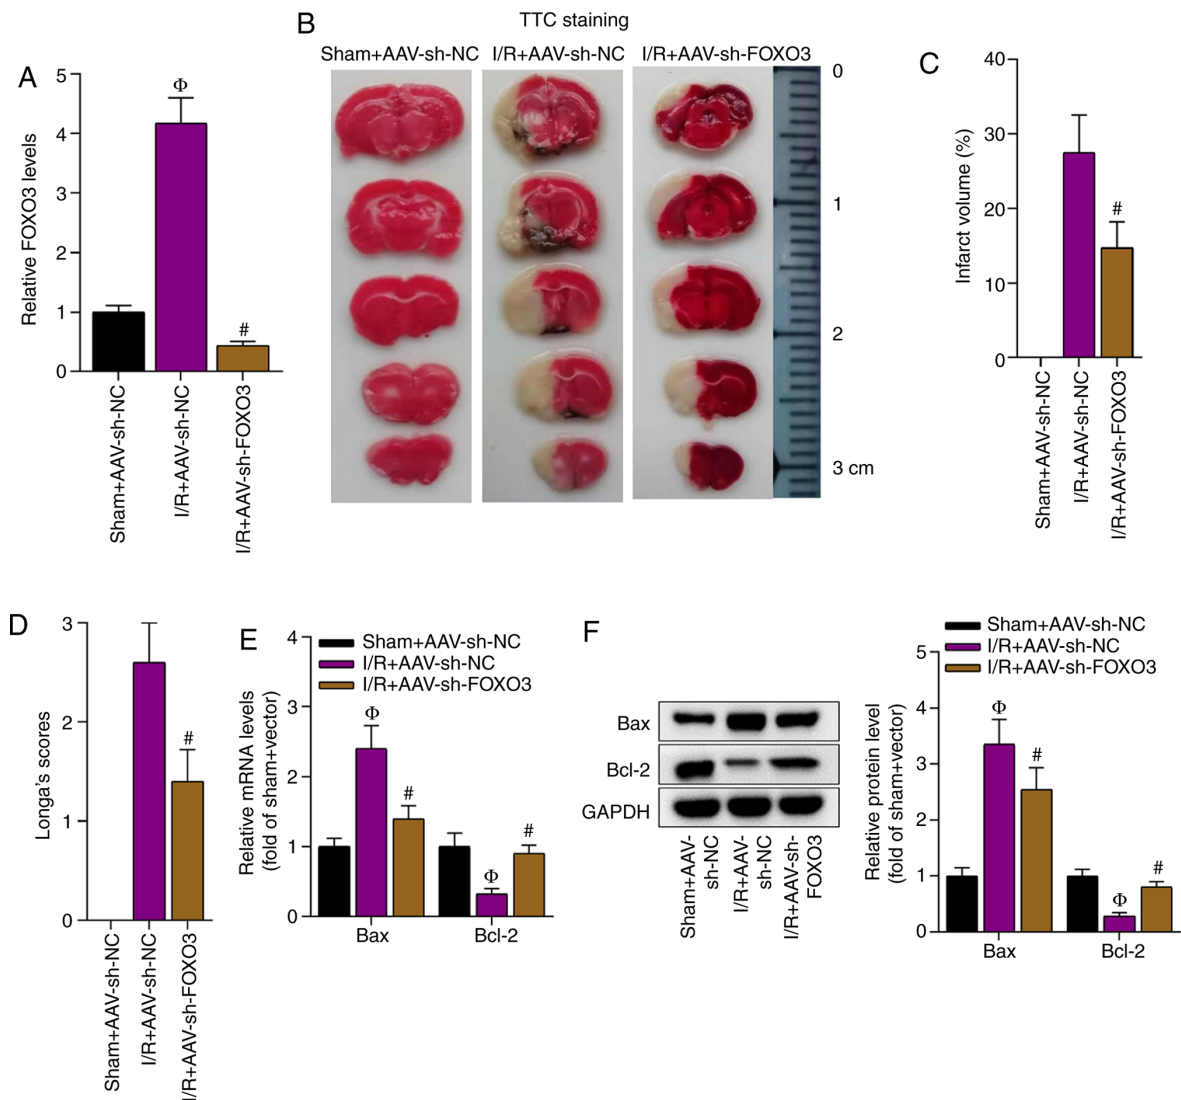 A
Relative FOXO3 levels
5
4
3
2
1
0
Φ
#
Sham+AAV-sh-NC
I/R+AAV-sh-NC
I/R+AAV-sh-FOXO3
B
TTC staining
Sham+AAV-sh-NC
I/R+AAV-sh-NC
I/R+AAV-sh-FOXO3
0
1
2
3 cm
C
Infarct volume (%)
40
30
20
10
0
#
Sham+AAV-sh-NC
I/R+AAV-sh-NC
I/R+AAV-sh-FOXO3
D
Longa's scores
3
2
1
0
#
Sham+AAV-sh-NC
I/R+AAV-sh-NC
I/R+AAV-sh-FOXO3
E
Relative mRNA levels
(fold of sham+vector)
4
3
2
1
0
Sham+AAV-sh-NC
I/R+AAV-sh-NC
I/R+AAV-sh-FOXO3
Φ
#
Φ
#
Bax
Bcl-2
F
Bax
Bcl-2
GAPDH
Sham+AAV-
sh-NC
I/R+AAV-
sh-NC
I/R+AAV-sh-
FOXO3
Relative protein level
(fold of sham+vector)
5
4
3
2
1
0
Sham+AAV-sh-NC
I/R+AAV-sh-NC
I/R+AAV-sh-FOXO3
Φ
#
Φ
#
Bax
Bcl-2